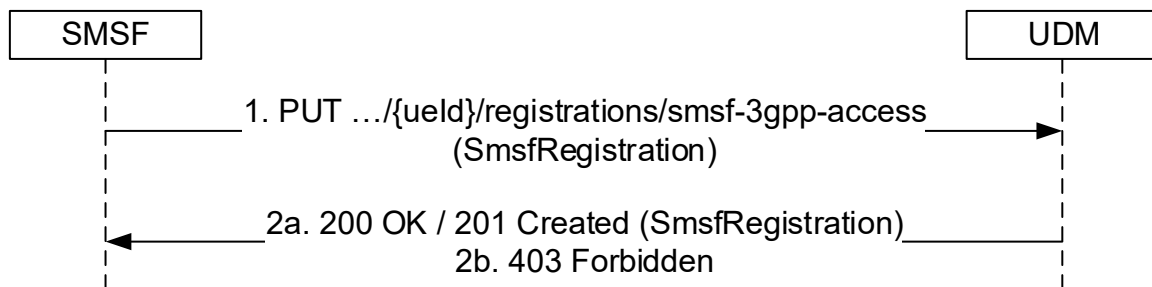 SMSF
UDM
1. PUT …/{ueId}/registrations/smsf-3gpp-access
(SmsfRegistration)
2a. 200 OK / 201 Created (SmsfRegistration)
2b. 403 Forbidden